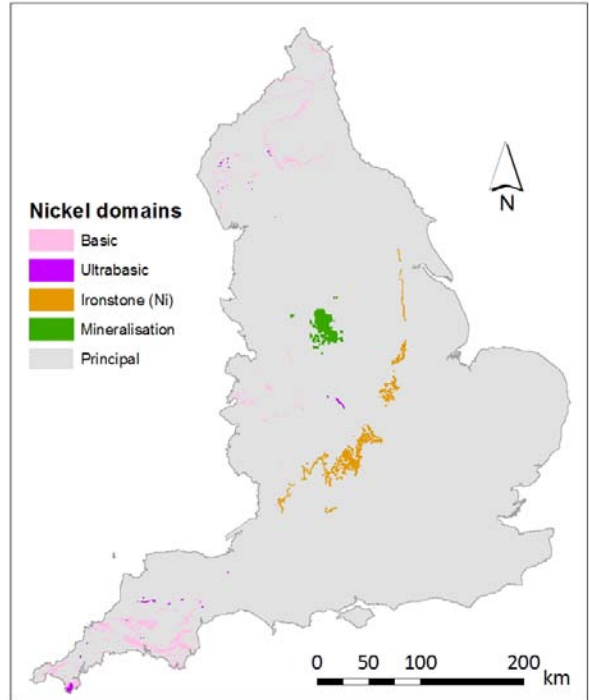 N
Nickel domains
Basic
Ultrabasic
Ironstone (Ni)
Mineralisation
Principal
0 50 100 200 km